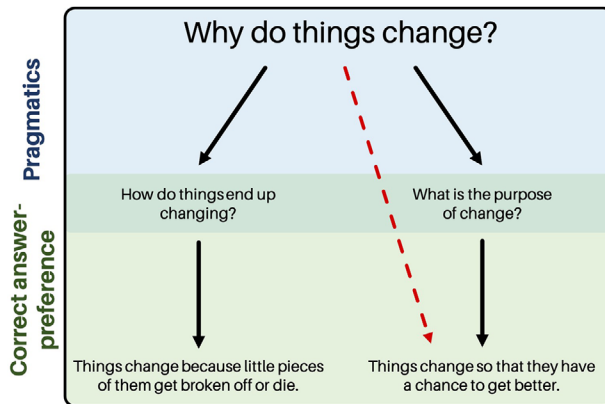 Why do things change?
Pragmatics
How do things end up
changing?
What is the purpose
of change?
Correct answer-
preference
Things change because little pieces
of them get broken off or die.
Things change so that they have
a chance to get better.